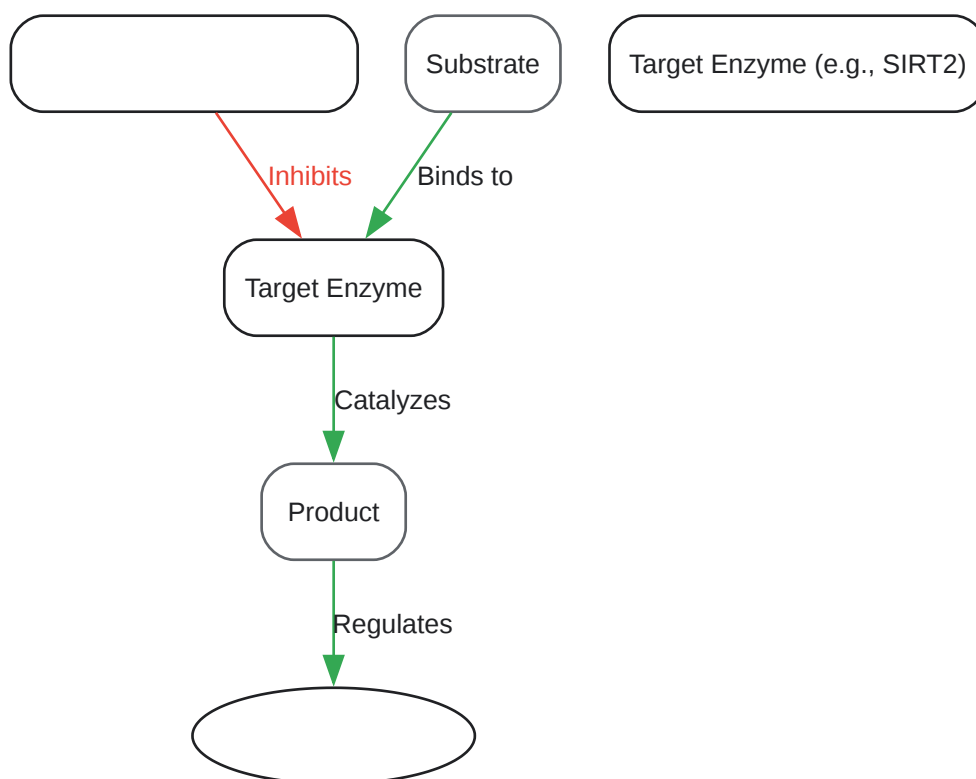 Substrate
Target Enzyme (e.g., SIRT2)
Inhibits
Binds to
Target Enzyme
Catalyzes
Product
Regulates